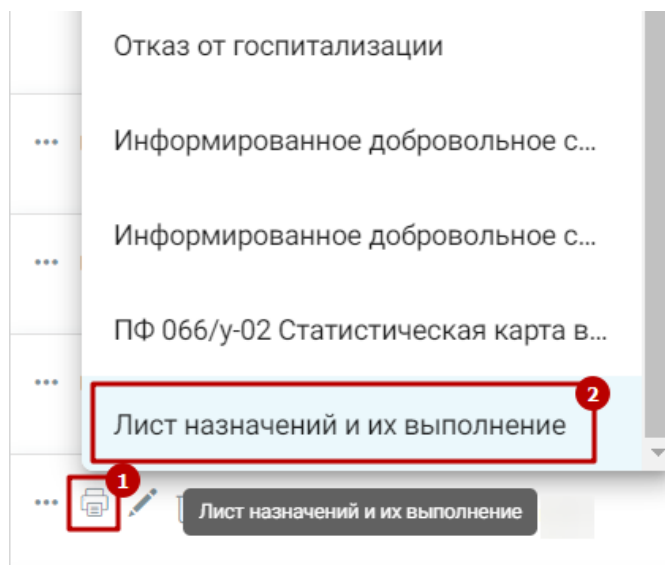 Отказ от госпитализации
Информированное добровольное с...
Информированное добровольное с...
ПФ 066/у-02 Статистическая карта в...
2
Лист назначений и их выполнение
1
Лист назначений и их выполнение